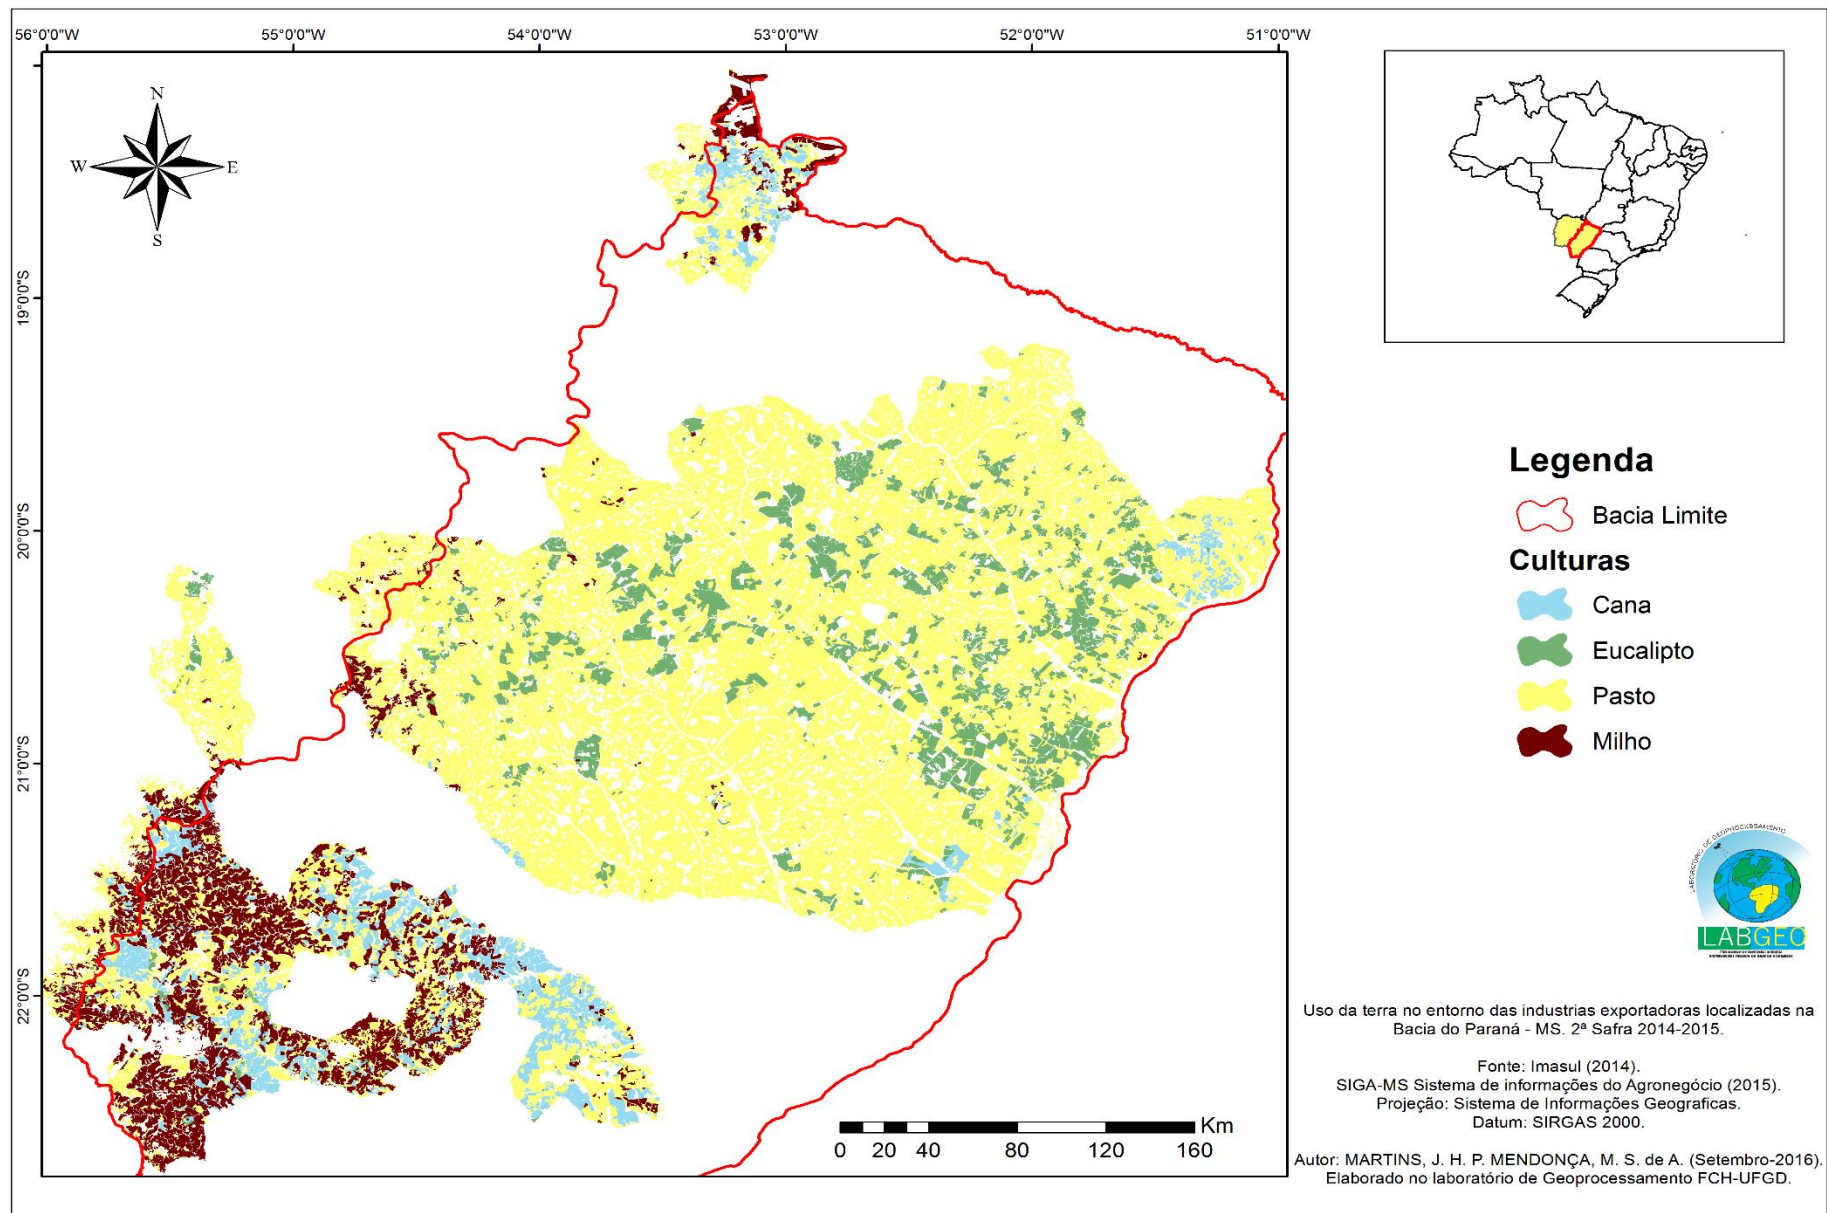 56°0'0"W 55°0'0"W 54°0'0"W 53°0'0"W 52°0'0"W 51°0'0"W
19°0'0"S
20°0'0"S
21°0'0"S
22°0'0"S
N
W E
S
Legenda
Bacia Limite
Culturas
Cana
Eucalipto
Pasto
Milho
LABORATÓRIO DE GEOPROCESSAMENTO
LABGEO
Km
0 20 40 80 120 160
Uso da terra no entorno das industrias exportadoras localizadas na
Bacia do Paraná - MS. 2ª Safra 2014-2015.
Fonte: Imasul (2014).
SIGA-MS Sistema de informações do Agronegócio (2015).
Projeção: Sistema de Informações Geograficas.
Datum: SIRGAS 2000.
Autor: MARTINS, J. H. P. MENDONÇA, M. S. de A. (Setembro-2016).
Elaborado no laboratório de Geoprocessamento FCH-UFGD.